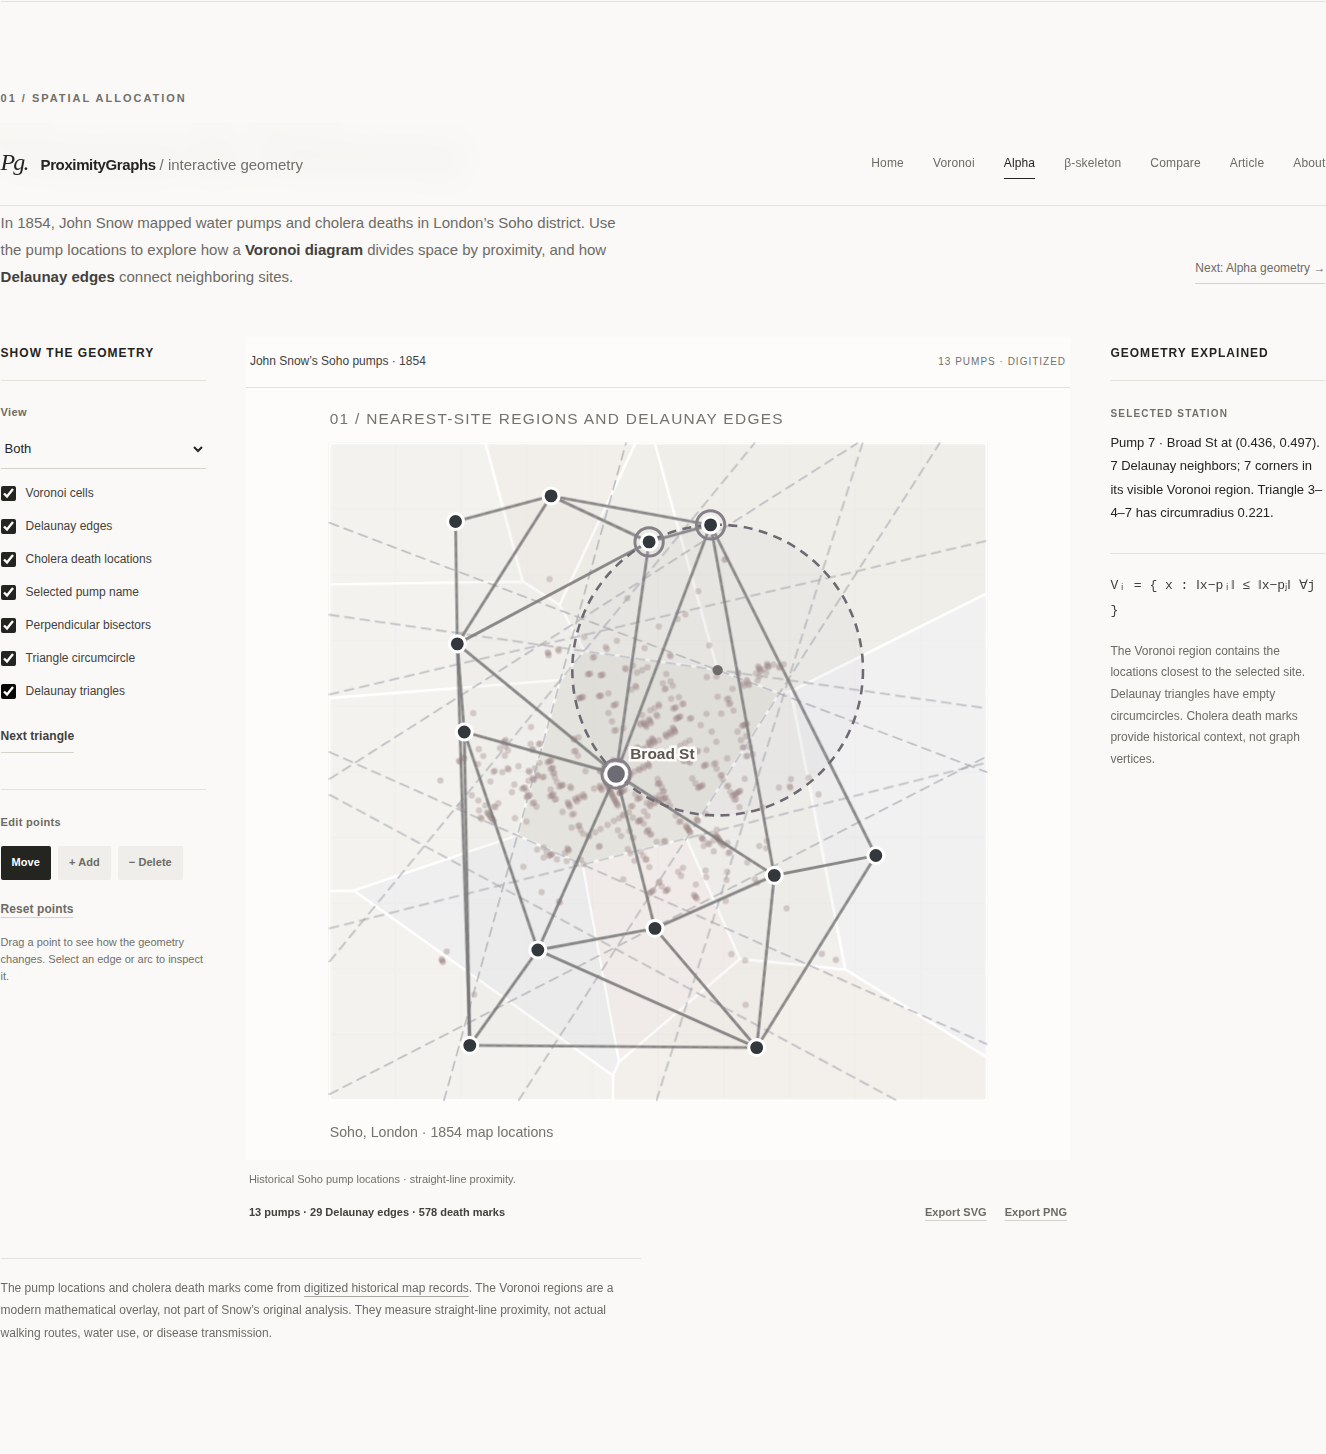 01 / SPATIAL ALLOCATION
Pg. ProximityGraphs / interactive geometry
Home Voronoi Alpha β-skeleton Compare Article About
In 1854, John Snow mapped water pumps and cholera deaths in London’s Soho district. Use
the pump locations to explore how a Voronoi diagram divides space by proximity, and how
Delaunay edges connect neighboring sites.
Next: Alpha geometry →
SHOW THE GEOMETRY
View
Both
Voronoi cells
Delaunay edges
Cholera death locations
Selected pump name
Perpendicular bisectors
Triangle circumcircle
Delaunay triangles
Next triangle
Edit points
Move + Add − Delete
Reset points
Drag a point to see how the geometry
changes. Select an edge or arc to inspect
it.
John Snow’s Soho pumps · 1854
13 PUMPS · DIGITIZED
01 / NEAREST-SITE REGIONS AND DELAUNAY EDGES
Broad St
Soho, London · 1854 map locations
Historical Soho pump locations · straight-line proximity.
13 pumps · 29 Delaunay edges · 578 death marks
Export SVG Export PNG
GEOMETRY EXPLAINED
SELECTED STATION
Pump 7 · Broad St at (0.436, 0.497).
7 Delaunay neighbors; 7 corners in
its visible Voronoi region. Triangle 3–
4–7 has circumradius 0.221.
Vᵢ = { x : ‖x−pᵢ‖ ≤ ‖x−pⱼ‖ ∀j
}
The Voronoi region contains the
locations closest to the selected site.
Delaunay triangles have empty
circumcircles. Cholera death marks
provide historical context, not graph
vertices.
The pump locations and cholera death marks come from digitized historical map records. The Voronoi regions are a
modern mathematical overlay, not part of Snow’s original analysis. They measure straight-line proximity, not actual
walking routes, water use, or disease transmission.